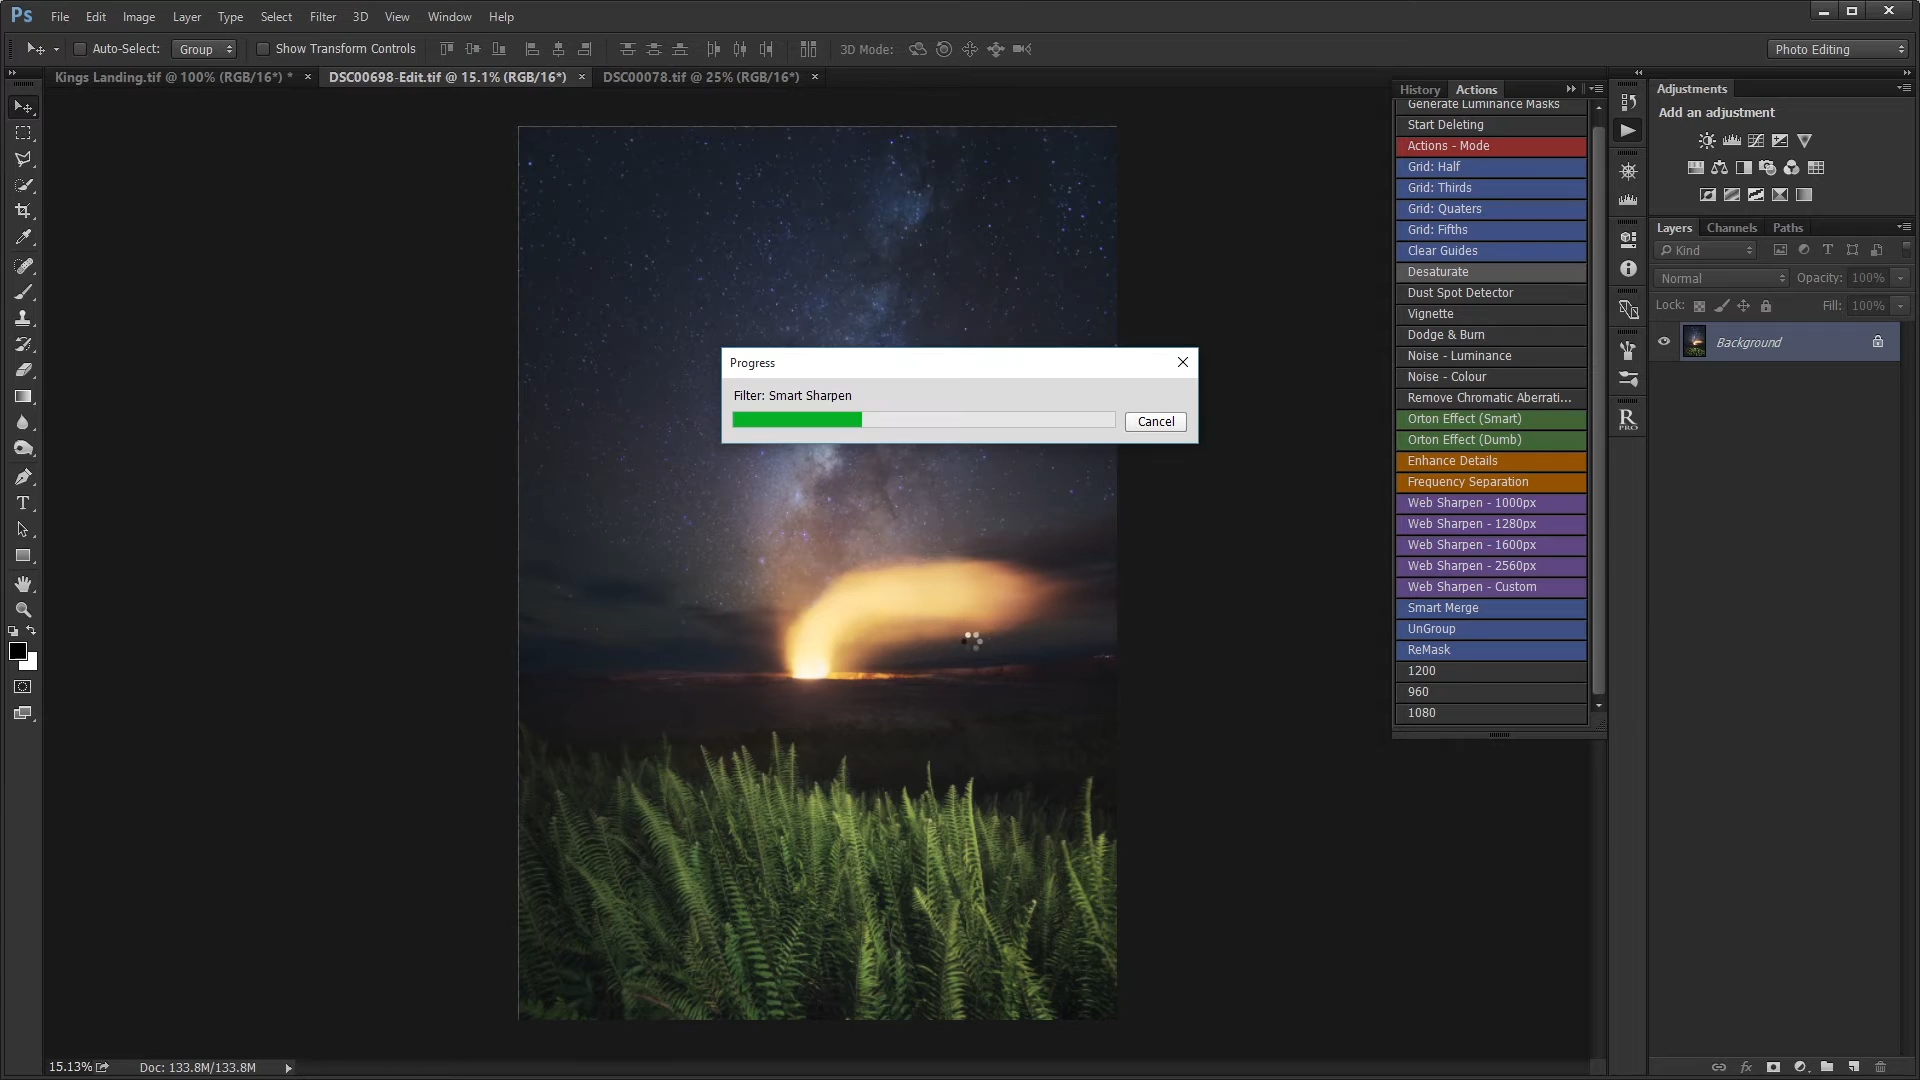 Ps File Edit Image Layer Type Select Filter 3D View Window Help
Auto-Select: Group Show Transform Controls 3D Mode: Photo Editing
Kings Landing.tif @ 100% (RGB/16*) * × DSC00698-Edit.tif @ 15.1% (RGB/16*) × DSC00078.tif @ 25% (RGB/16*) ×
History Actions
Generate Luminance Masks
Start Deleting
Actions - Mode
Grid: Half
Grid: Thirds
Grid: Quaters
Grid: Fifths
Clear Guides
Desaturate
Dust Spot Detector
Vignette
Dodge & Burn
Noise - Luminance
Noise - Colour
Remove Chromatic Aberrati...
Orton Effect (Smart)
Orton Effect (Dumb)
Enhance Details
Frequency Separation
Web Sharpen - 1000px
Web Sharpen - 1280px
Web Sharpen - 1600px
Web Sharpen - 2560px
Web Sharpen - Custom
Smart Merge
UnGroup
ReMask
1200
960
1080
Progress
Filter: Smart Sharpen
Cancel
R
PRO
Adjustments
Add an adjustment
Layers Channels Paths
Kind
Normal Opacity: 100%
Lock: Fill: 100%
Background
fx
15.13% Doc: 133.8M/133.8M